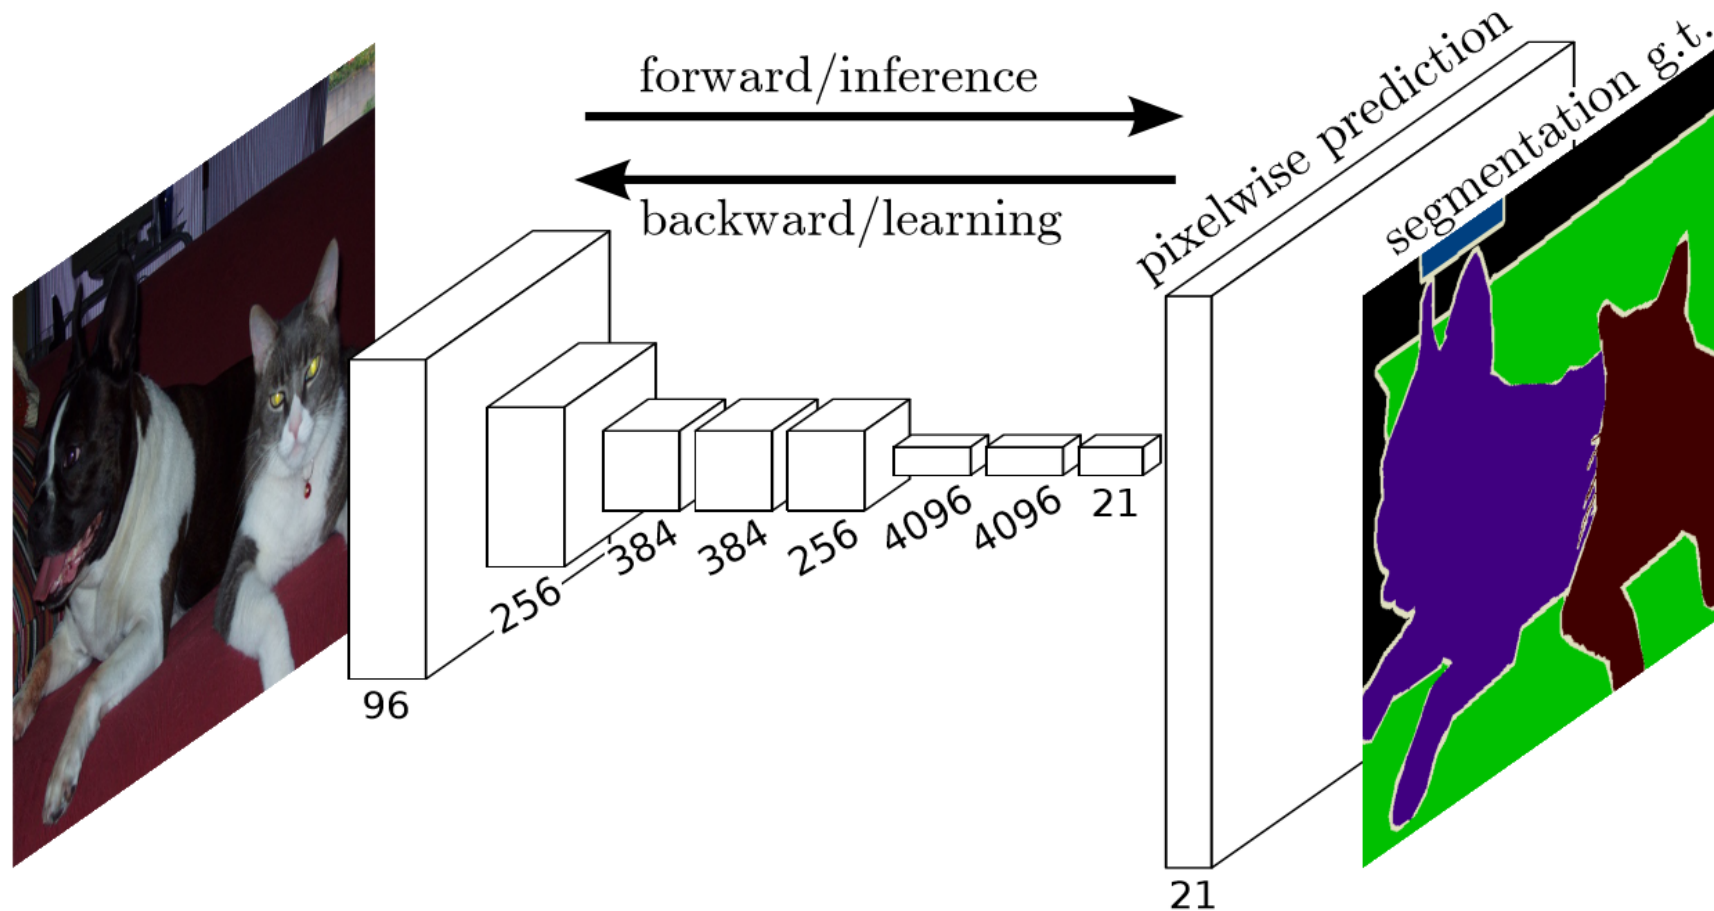 forward/inference
backward/learning
pixelwise prediction
segmentation g.t.
96
256
384
384
256
4096
4096
21
21